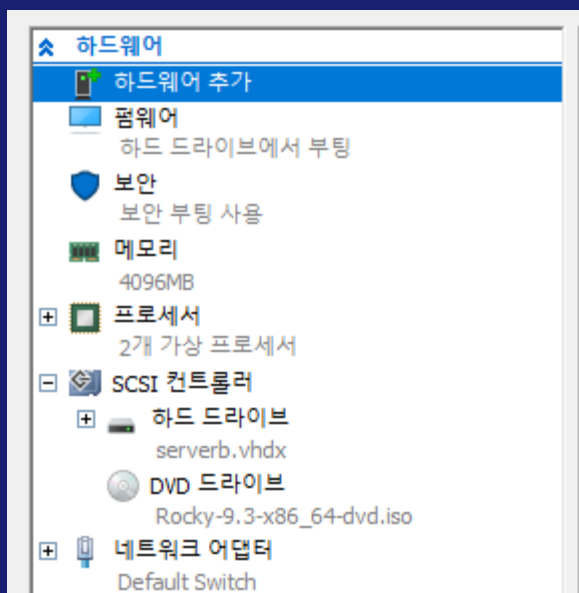 하드웨어
하드웨어 추가
펌웨어
하드 드라이브에서 부팅
보안
보안 부팅 사용
메모리
4096MB
프로세서
2개 가상 프로세서
SCSI 컨트롤러
하드 드라이브
serverb.vhdx
DVD 드라이브
Rocky-9.3-x86_64-dvd.iso
네트워크 어댑터
Default Switch